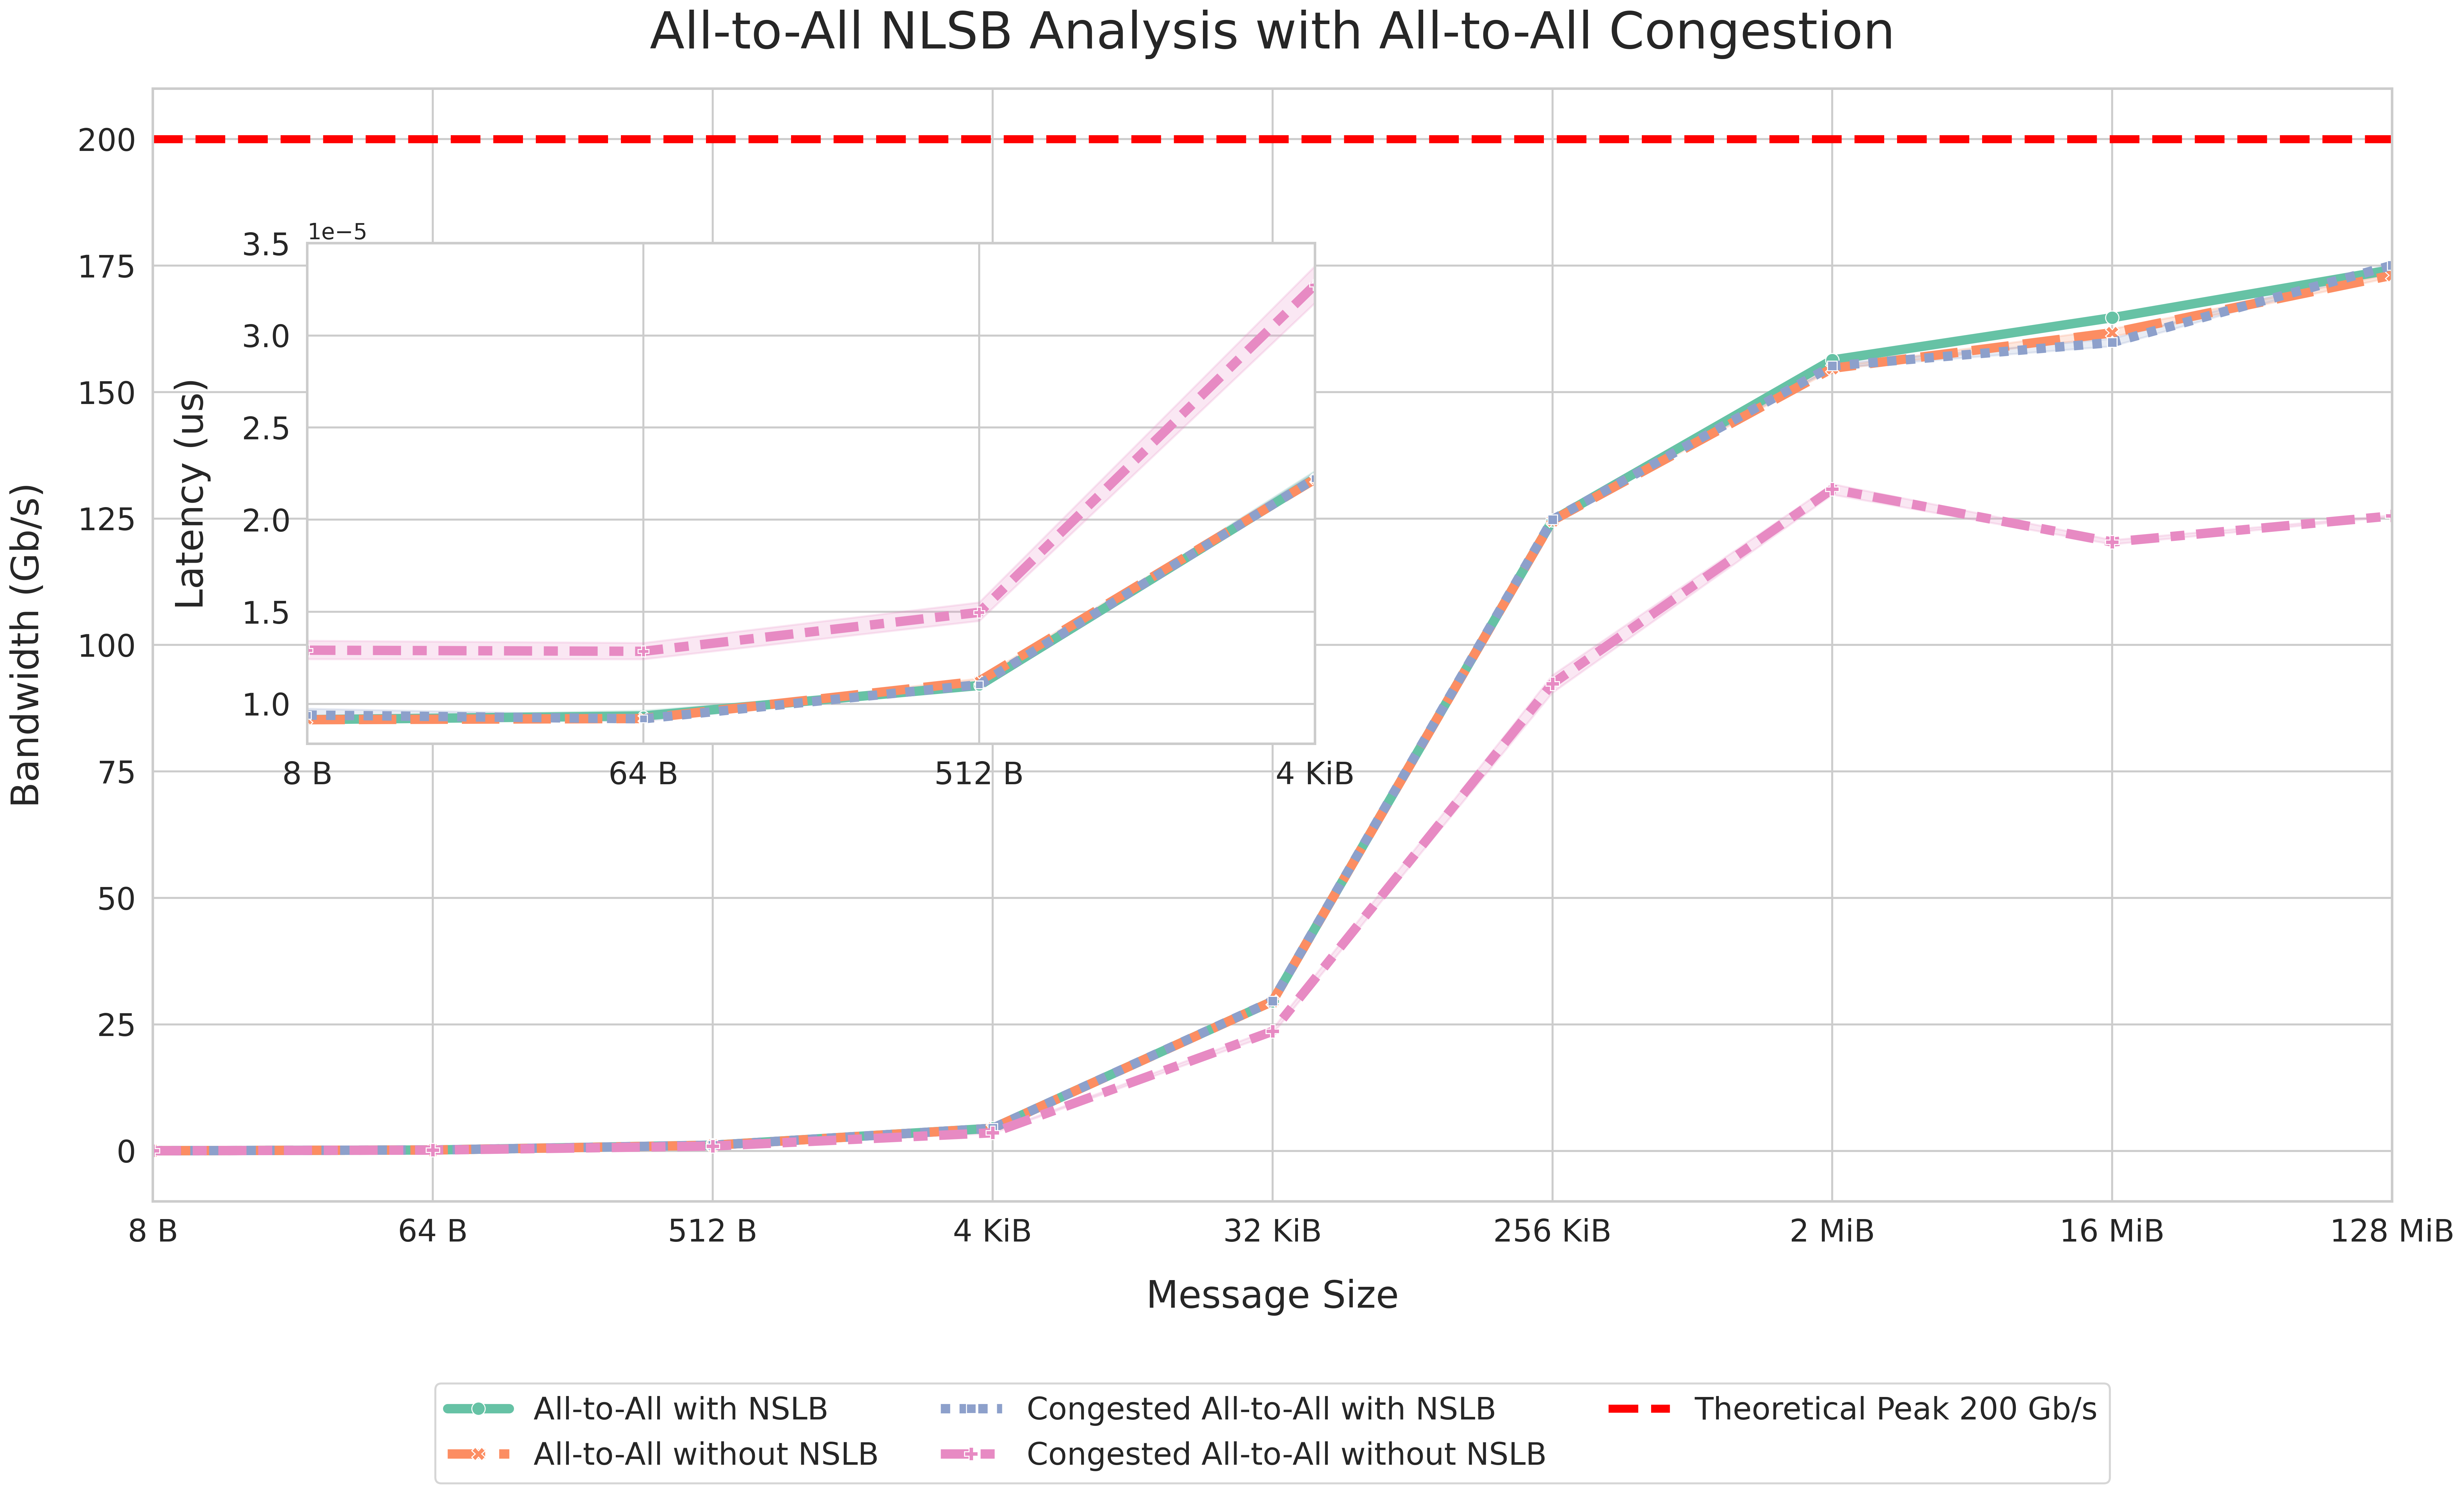 All-to-All NLSB Analysis with All-to-All Congestion
Bandwidth (Gb/s)
200
175
150
125
100
75
50
25
0
1e−5
Latency (us)
3.5
3.0
2.5
2.0
1.5
1.0
8 B 64 B 512 B 4 KiB
8 B 64 B 512 B 4 KiB 32 KiB 256 KiB 2 MiB 16 MiB 128 MiB
Message Size
All-to-All with NSLB Congested All-to-All with NSLB Theoretical Peak 200 Gb/s
All-to-All without NSLB Congested All-to-All without NSLB